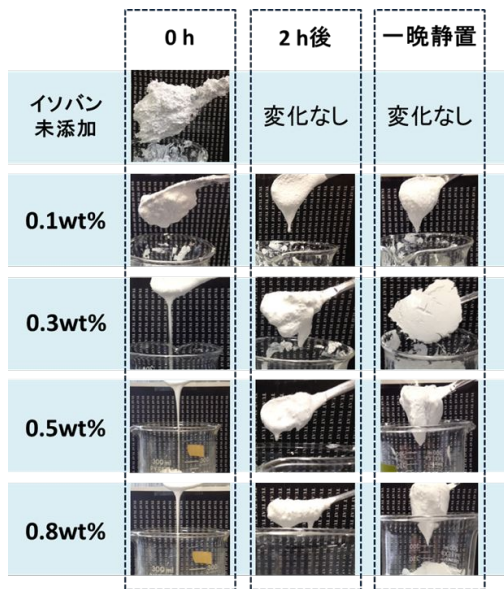 0 h
2 h後
一晩静置
イソバン
未添加
変化なし
変化なし
0.1wt%
0.3wt%
0.5wt%
0.8wt%